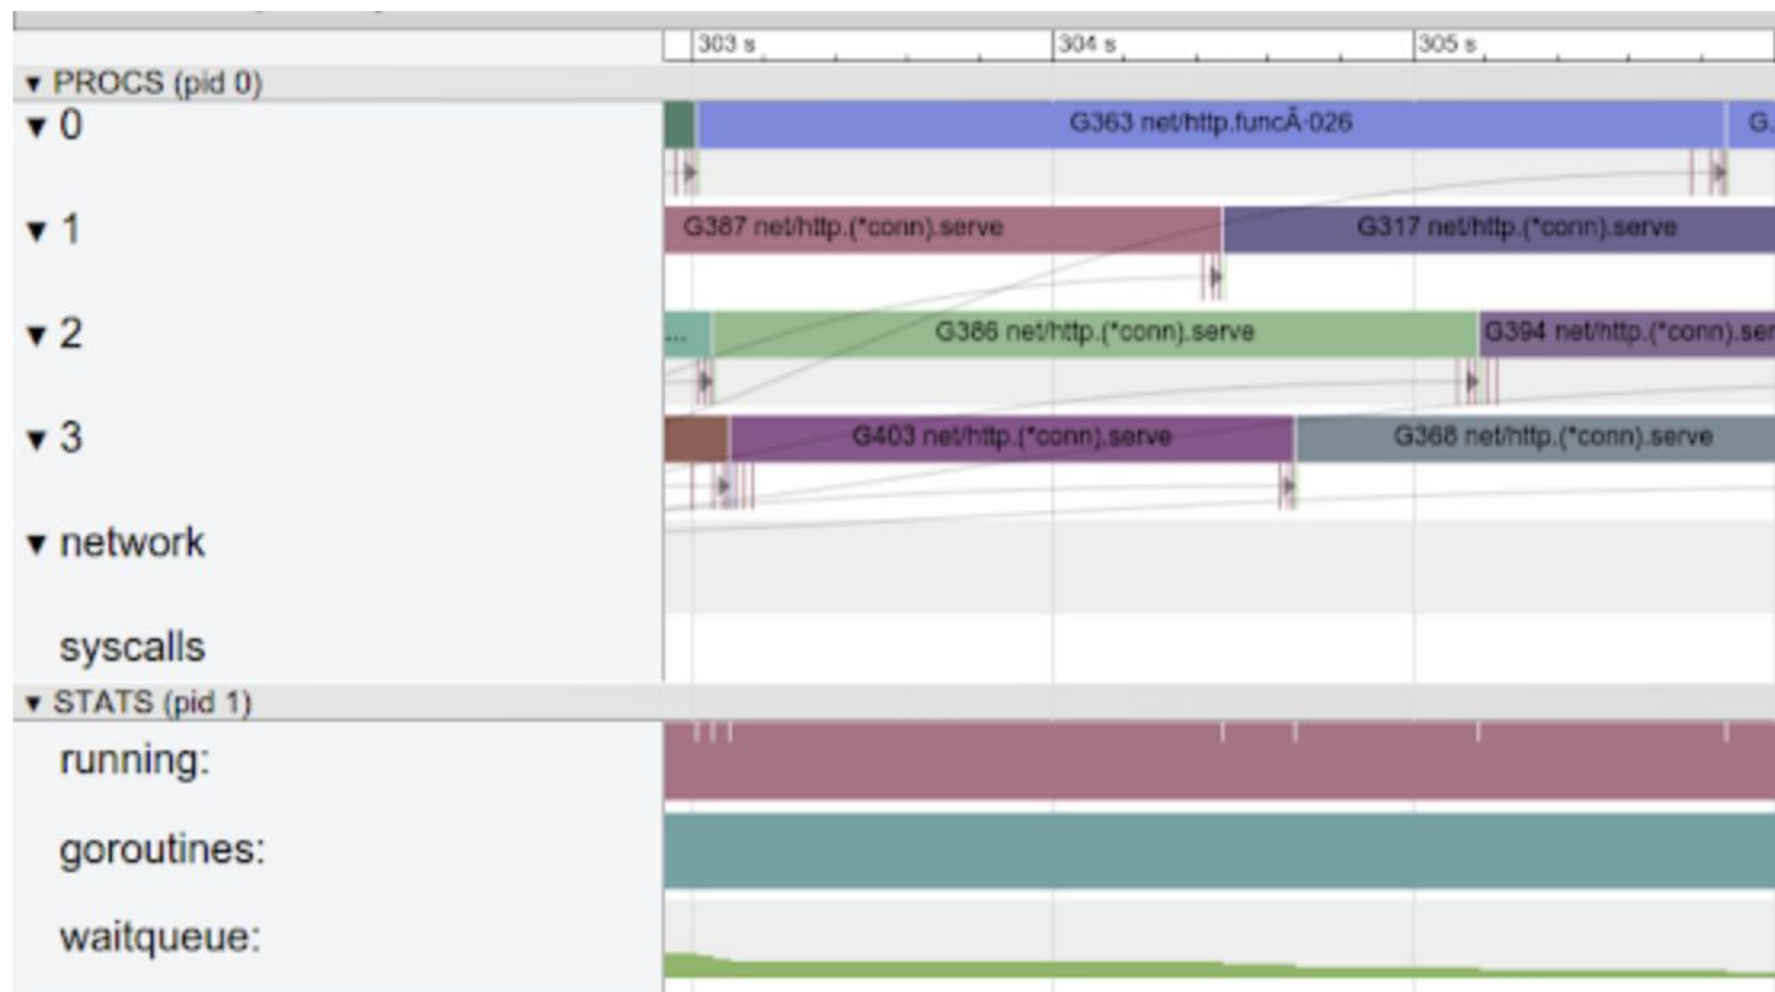 303 s 304 s 305 s
▼ PROCS (pid 0)
▼ 0
G363 net/http.funcÂ·026 G.
▼ 1
G387 net/http.(*conn).serve G317 net/http.(*conn).serve
▼ 2
... G386 net/http.(*conn).serve G394 net/http.(*conn).ser
▼ 3
G403 net/http.(*conn).serve G368 net/http.(*conn).serve
▼ network
syscalls
▼ STATS (pid 1)
running:
goroutines:
waitqueue: